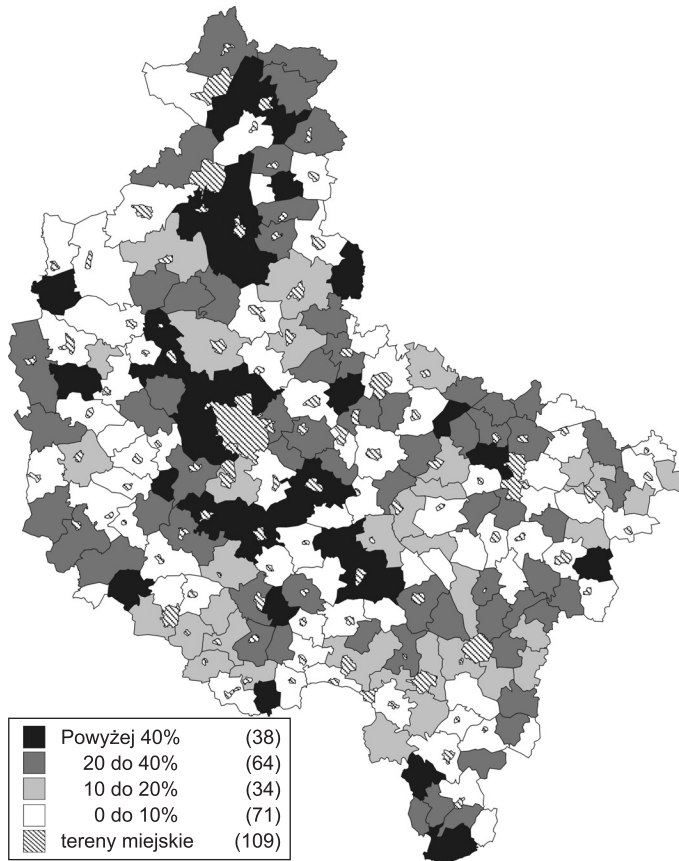 Powyżej 40% (38)
20 do 40% (64)
10 do 20% (34)
0 do 10% (71)
tereny miejskie (109)